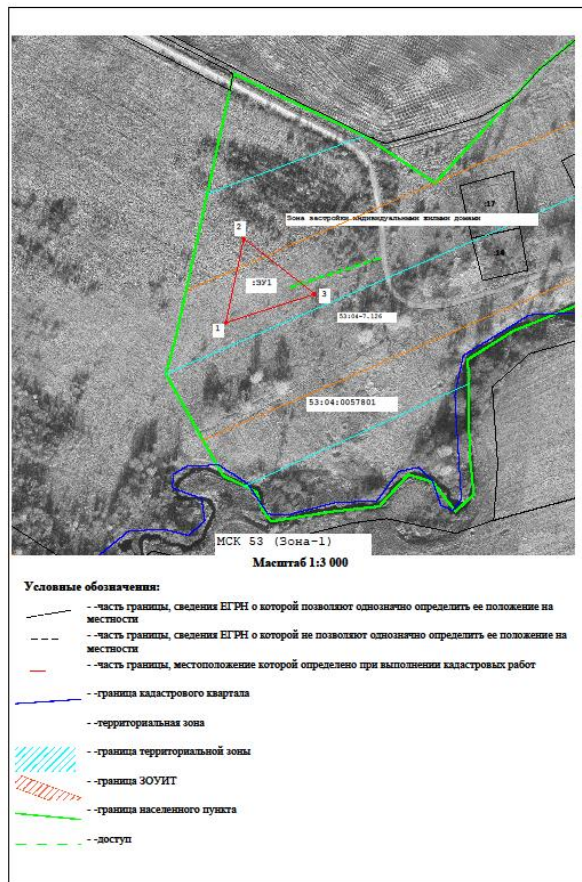 :17
Зона застройки индивидуальными жилыми домами
2
:ЗУ1
3
1
53:04-7.126
53:04:0057801
МСК 53 (Зона-1)
Масштаб 1:3 000
Условные обозначения:
- -часть границы, сведения ЕГРН о которой позволяют однозначно определить ее положение на
местности
- -часть границы, сведения ЕГРН о которой не позволяют однозначно определить ее положение на
местности
- -часть границы, местоположение которой определено при выполнении кадастровых работ
- -граница кадастрового квартала
- -территориальная зона
- -граница территориальной зоны
- -граница ЗОУИТ
- -граница населенного пункта
- -доступ